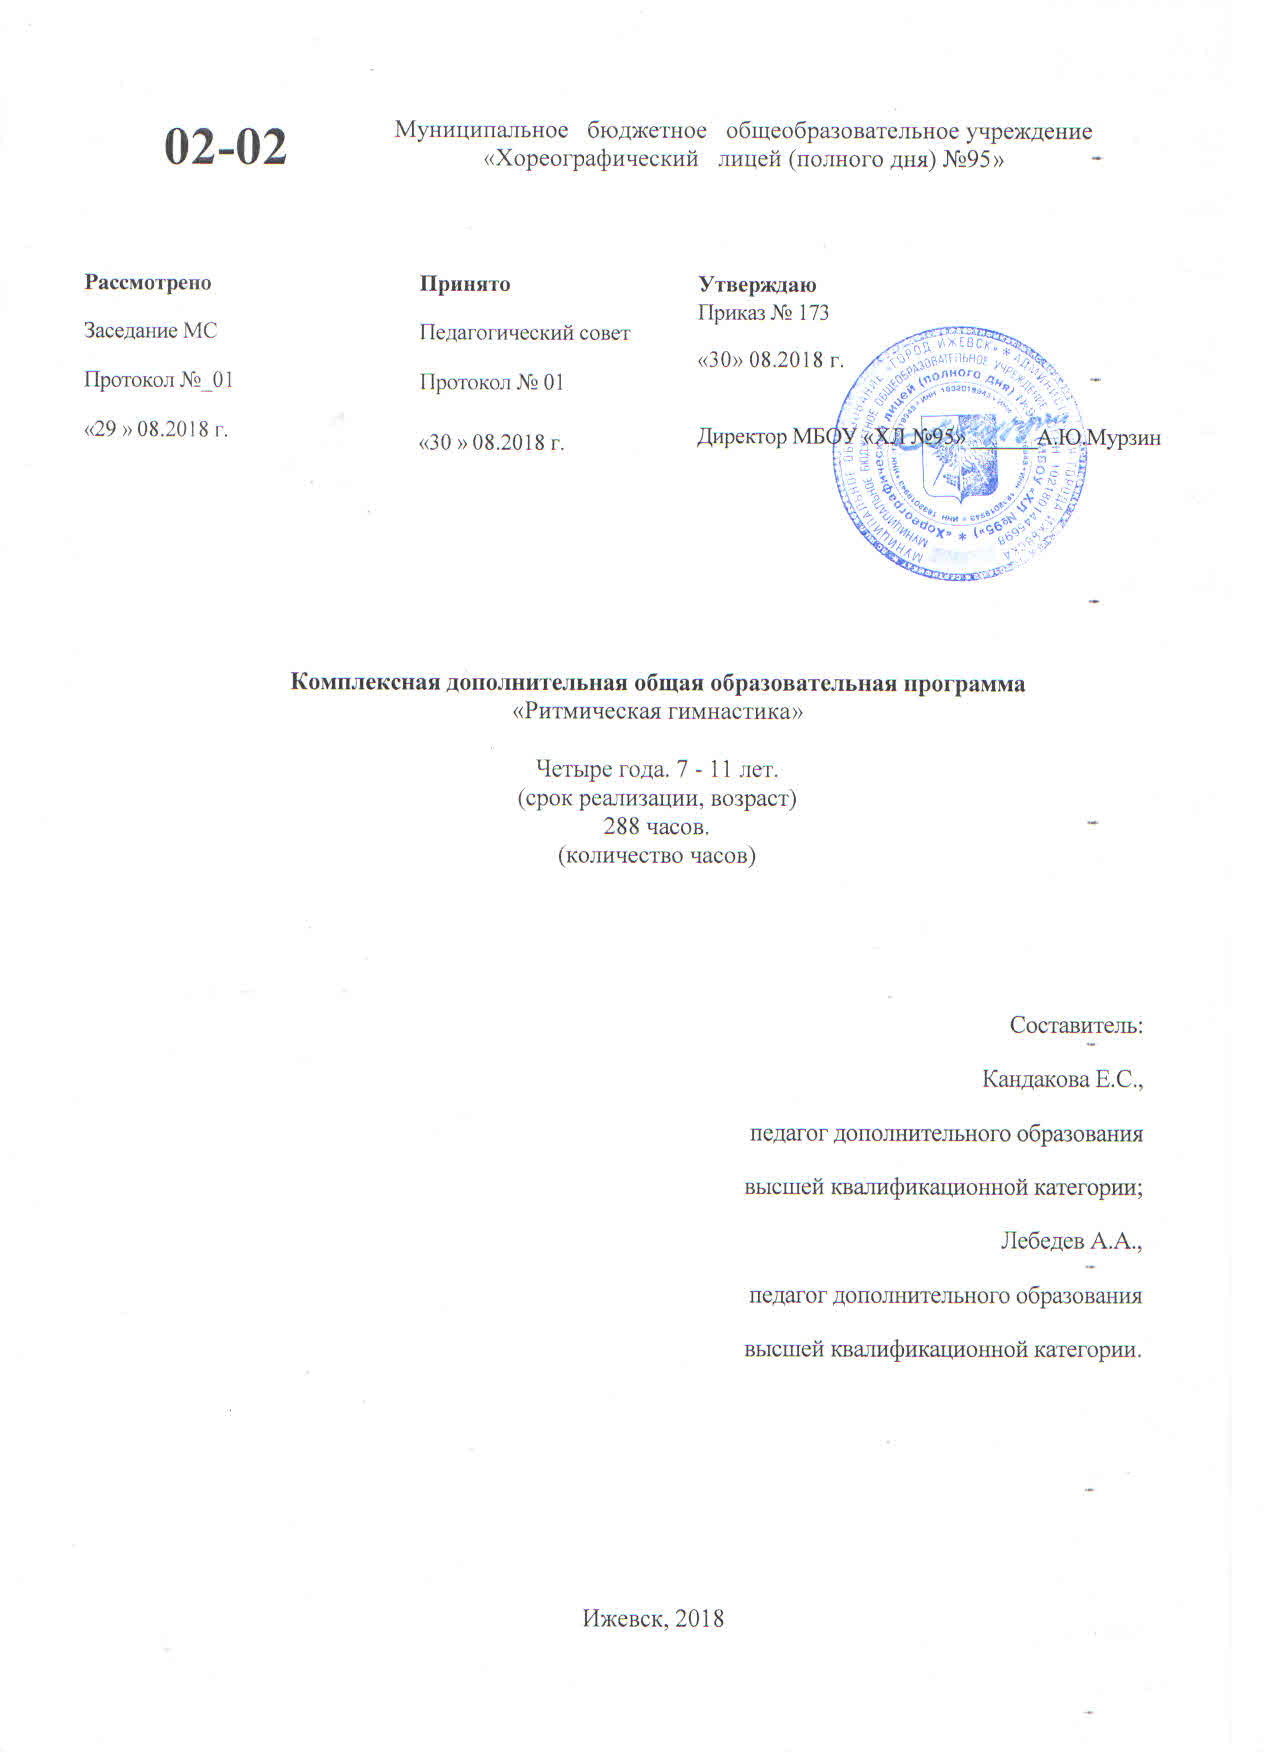 02-02
Муниципальное бюджетное общеобразовательное учреждение
«Хореографический лицей (полного дня) №95»
Рассмотрено
Заседание МС
Протокол №_01
«29 » 08.2018 г.
Принято
Педагогический совет
Протокол № 01
«30 » 08.2018 г.
Утверждаю
Приказ № 173
«30» 08.2018 г.
Директор МБОУ «ХЛ №95» ______А.Ю.Мурзин
Комплексная дополнительная общая образовательная программа
«Ритмическая гимнастика»
Четыре года. 7 - 11 лет.
(срок реализации, возраст)
288 часов.
(количество часов)
Составитель:
Кандакова Е.С.,
педагог дополнительного образования
высшей квалификационной категории;
Лебедев А.А.,
педагог дополнительного образования
высшей квалификационной категории.
Ижевск, 2018